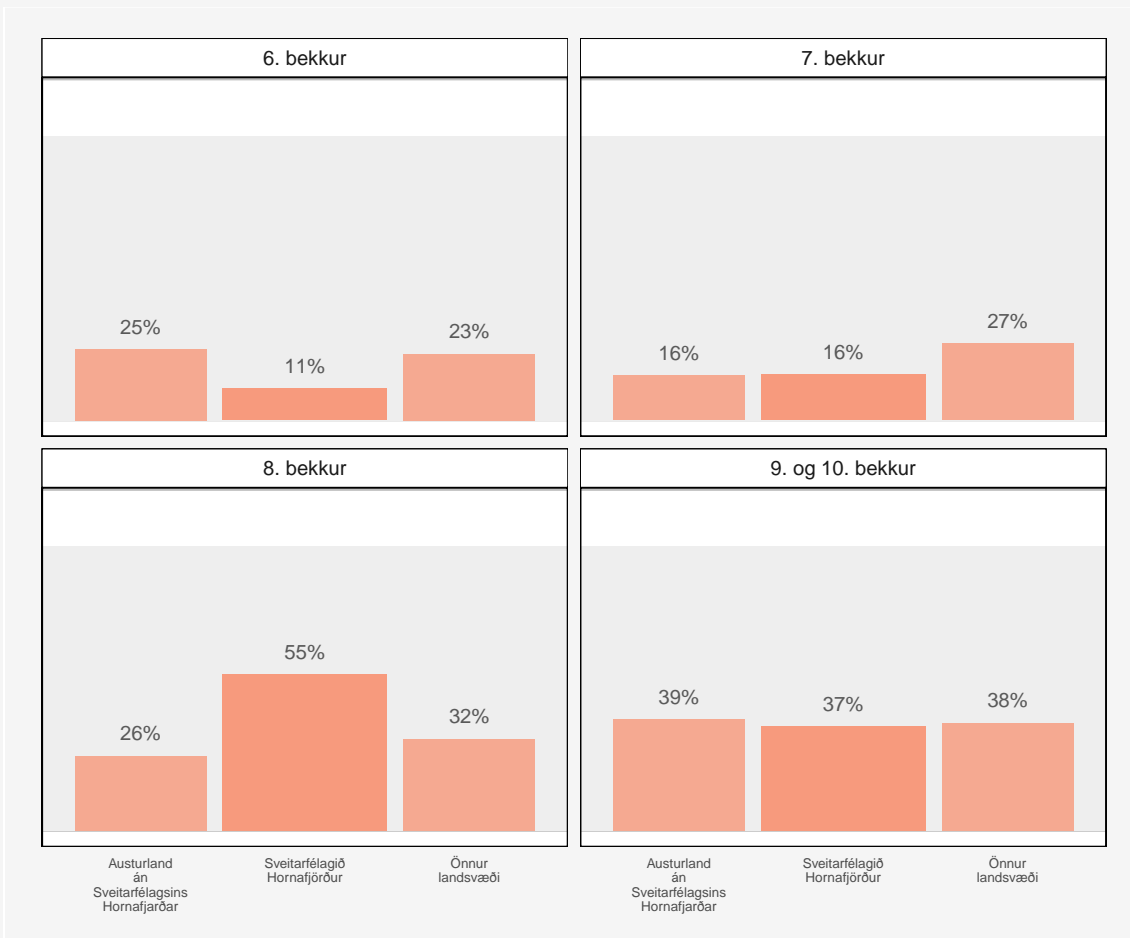 6. bekkur
7. bekkur
25%
11%
23%
16%
16%
27%
8. bekkur
9. og 10. bekkur
26%
55%
32%
39%
37%
38%
Austurland
án
Sveitarfélagsins
Hornafjarðar
Sveitarfélagið
Hornafjörður
Önnur
landsvæði
Austurland
án
Sveitarfélagsins
Hornafjarðar
Sveitarfélagið
Hornafjörður
Önnur
landsvæði